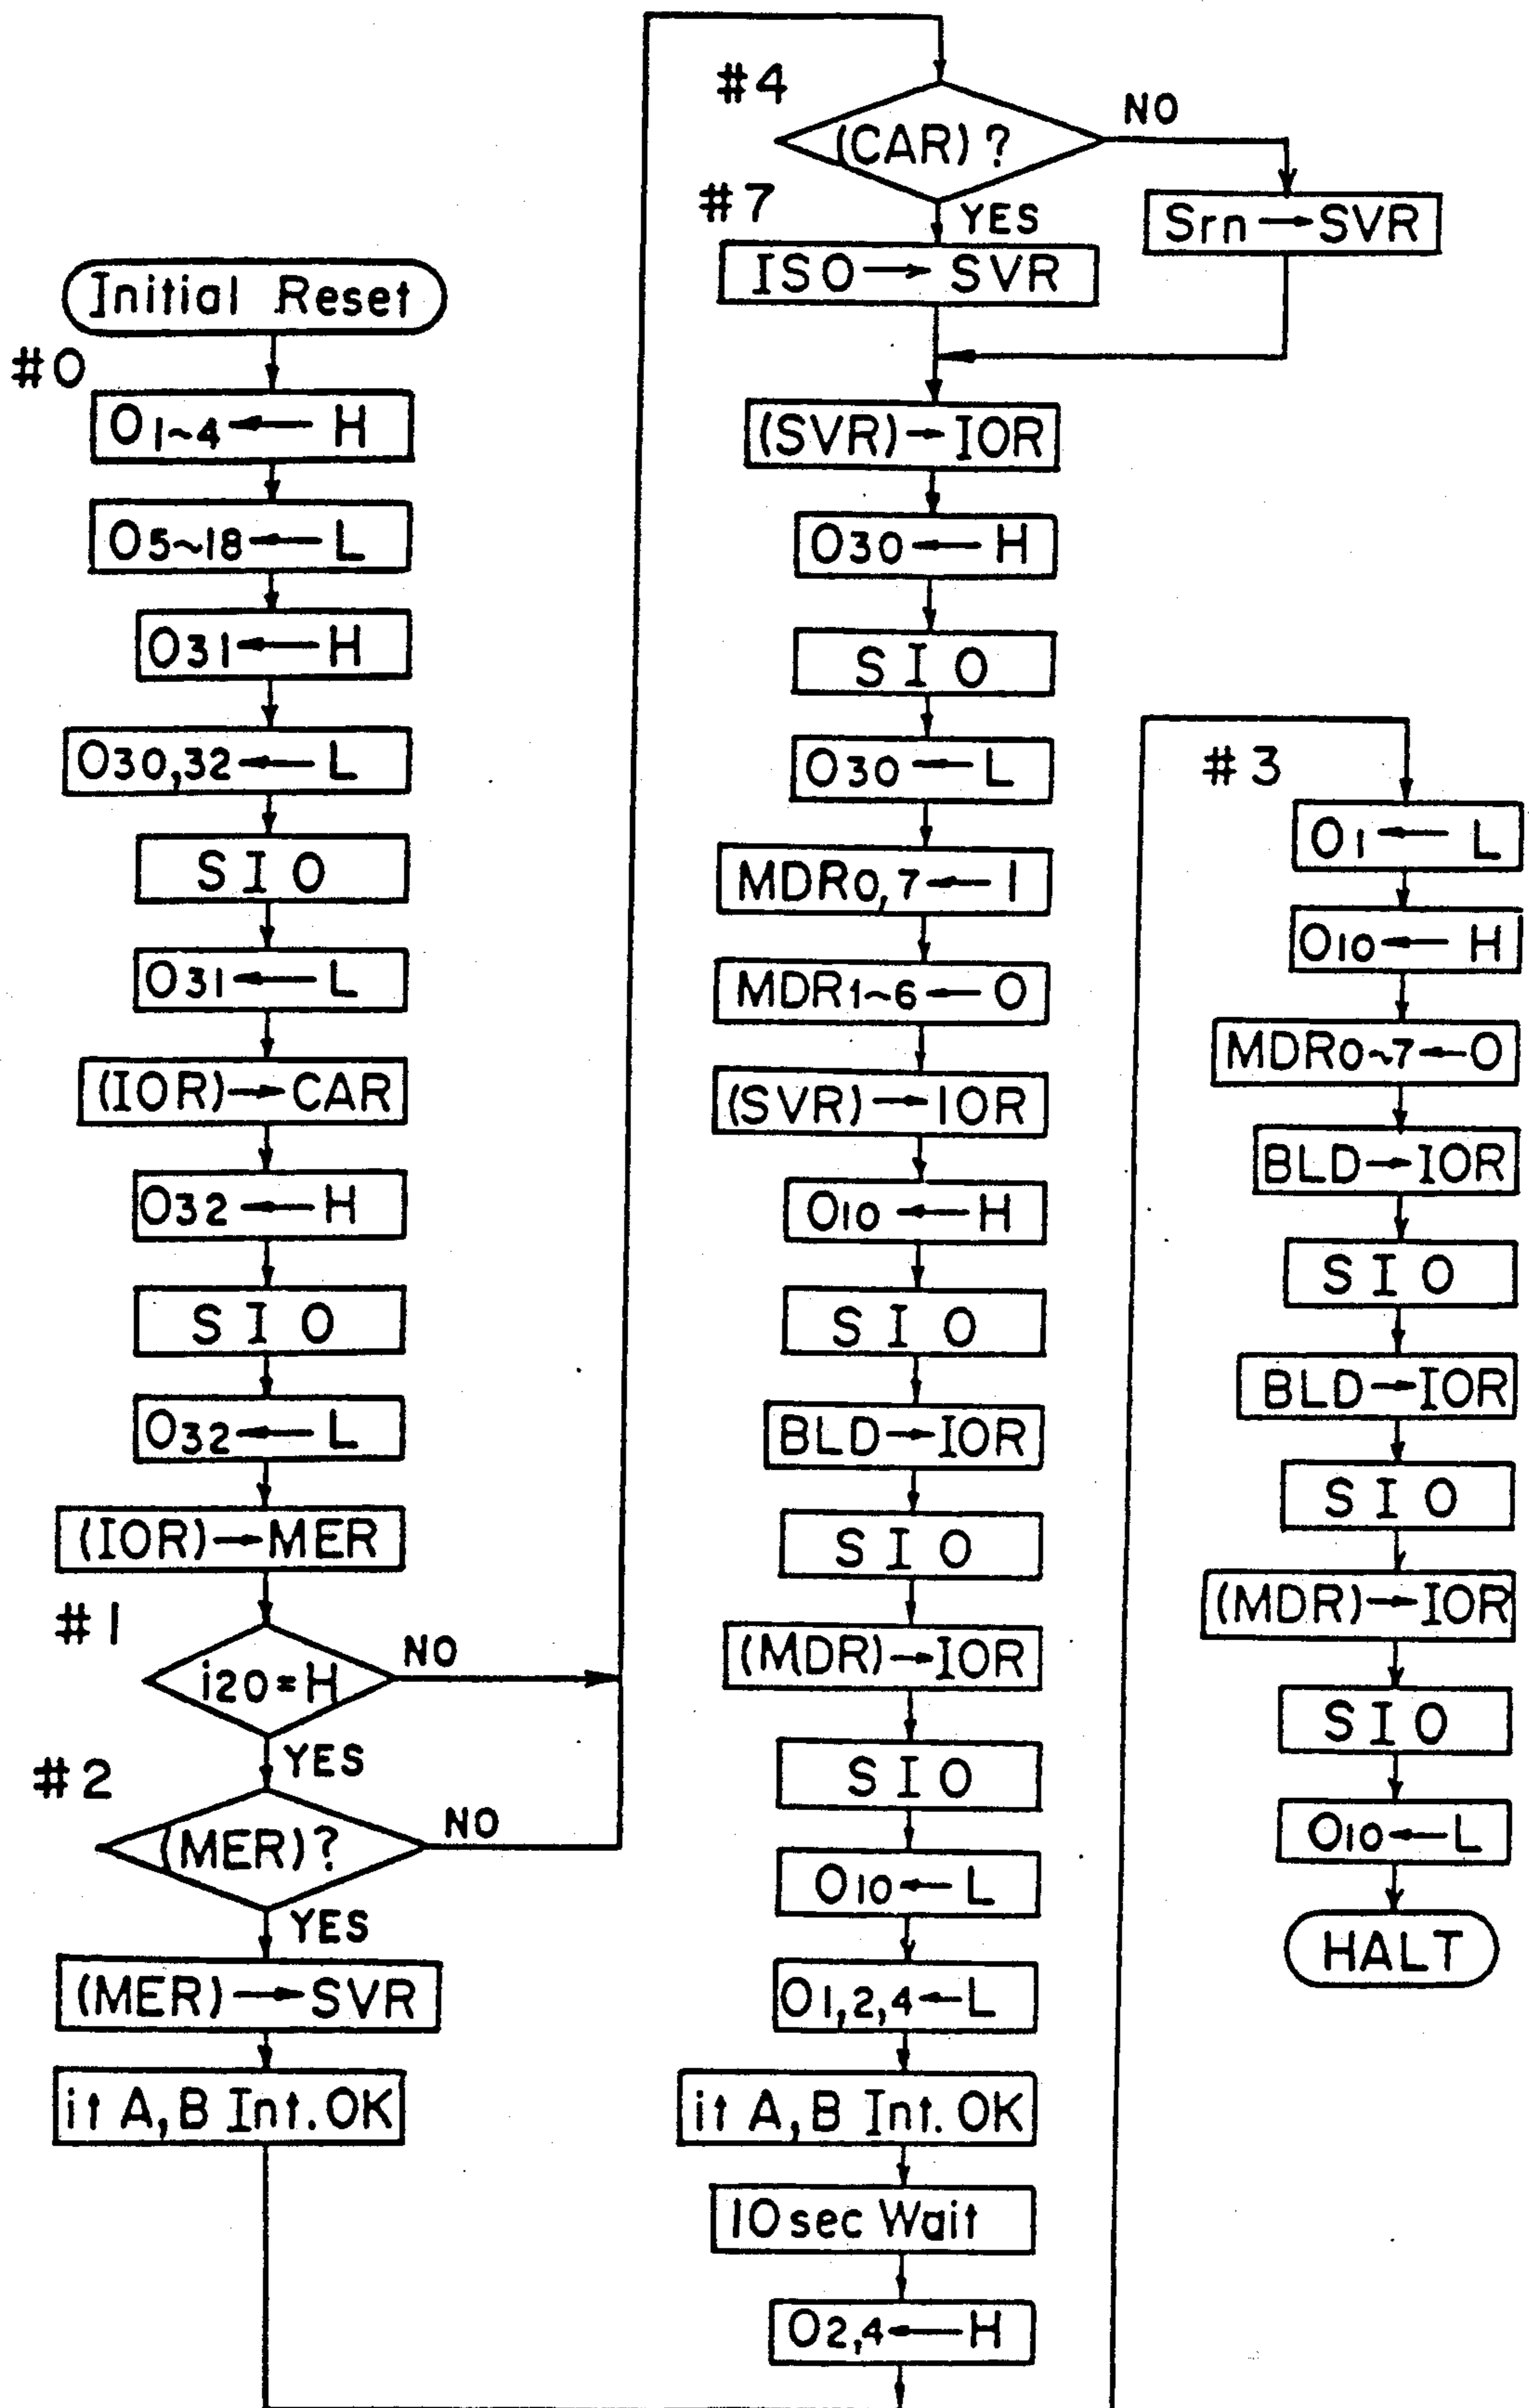 Initial Reset
#0
O1~4 ← H
O5~18 ← L
O31 ← H
O30,32 ← L
SIO
O31 ← L
(IOR) → CAR
O32 ← H
SIO
O32 ← L
(IOR) → MER
#1
i20=H
NO
YES
#2
(MER)?
NO
YES
(MER) → SVR
it A,B Int.OK
#4
(CAR)?
NO
Srn → SVR
#7
YES
ISO → SVR
(SVR) → IOR
O30 ← H
SIO
O30 ← L
MDR0,7 ← 1
MDR1~6 ← O
(SVR) → IOR
O10 ← H
SIO
BLD → IOR
SIO
(MDR) → IOR
SIO
O10 ← L
O1,2,4 ← L
it A,B Int.OK
10sec Wait
O2,4 ← H
#3
O1 ← L
O10 ← H
MDR0~7 ← O
BLD → IOR
SIO
BLD → IOR
SIO
(MDR) → IOR
SIO
O10 ← L
HALT